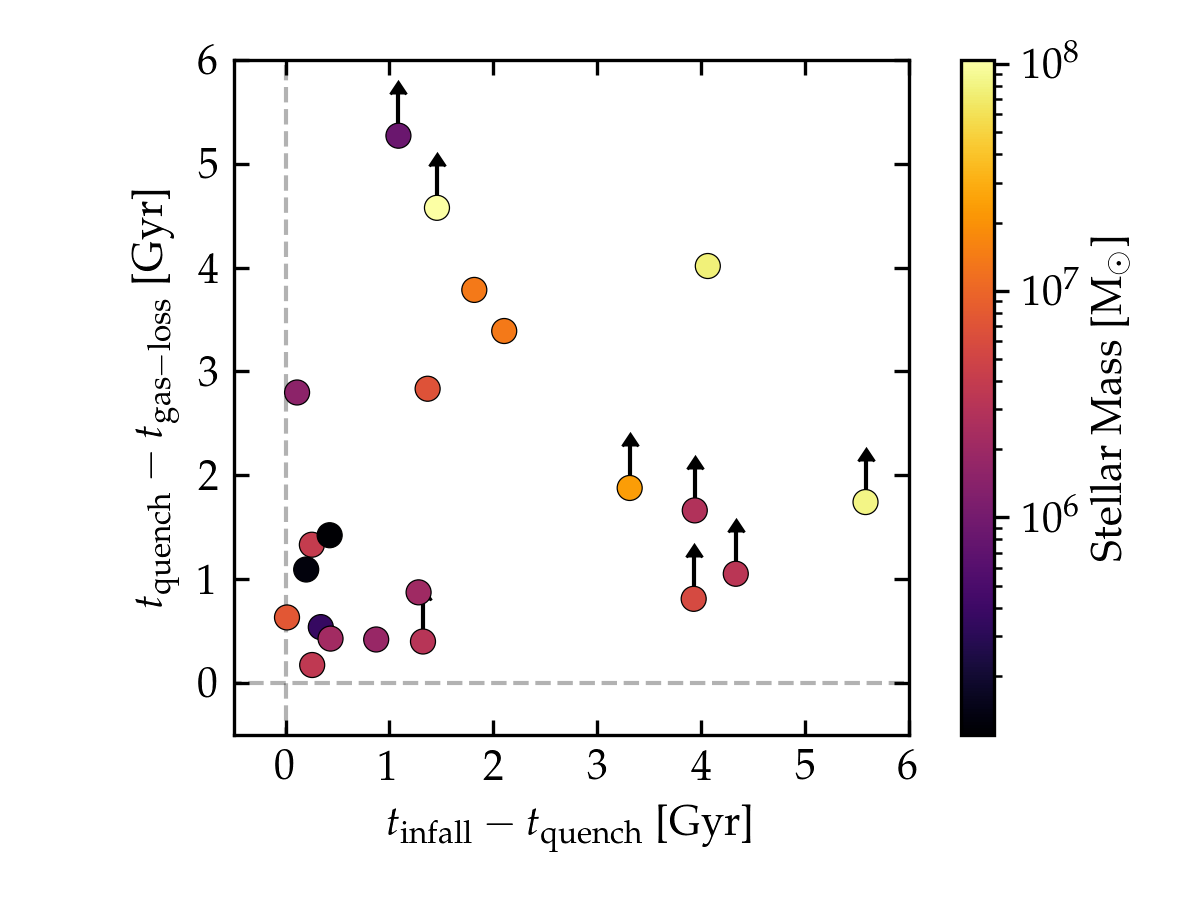 6
5
4
3
2
1
0
t_quench − t_gas−loss [Gyr]
0 1 2 3 4 5 6
t_infall − t_quench [Gyr]
10^8
10^7
10^6
Stellar Mass [M_⊙]